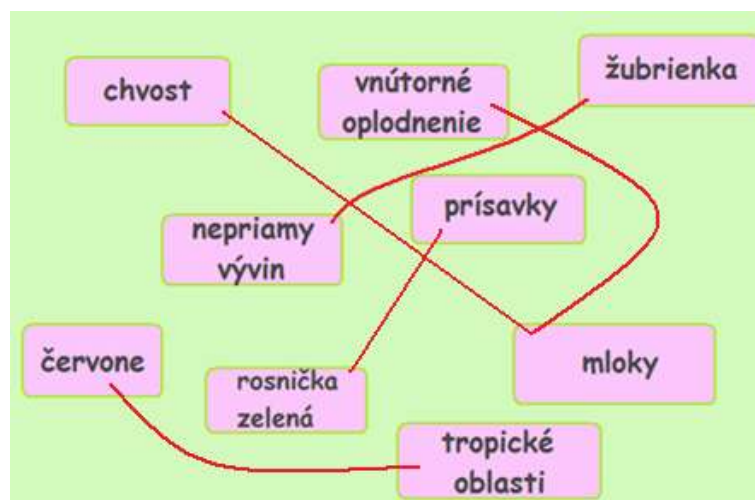 chvost
vnútorné
oplodnenie
žubrienka
prísavky
nepriamy
vývin
červone
rosnička
zelená
mloky
tropické
oblasti